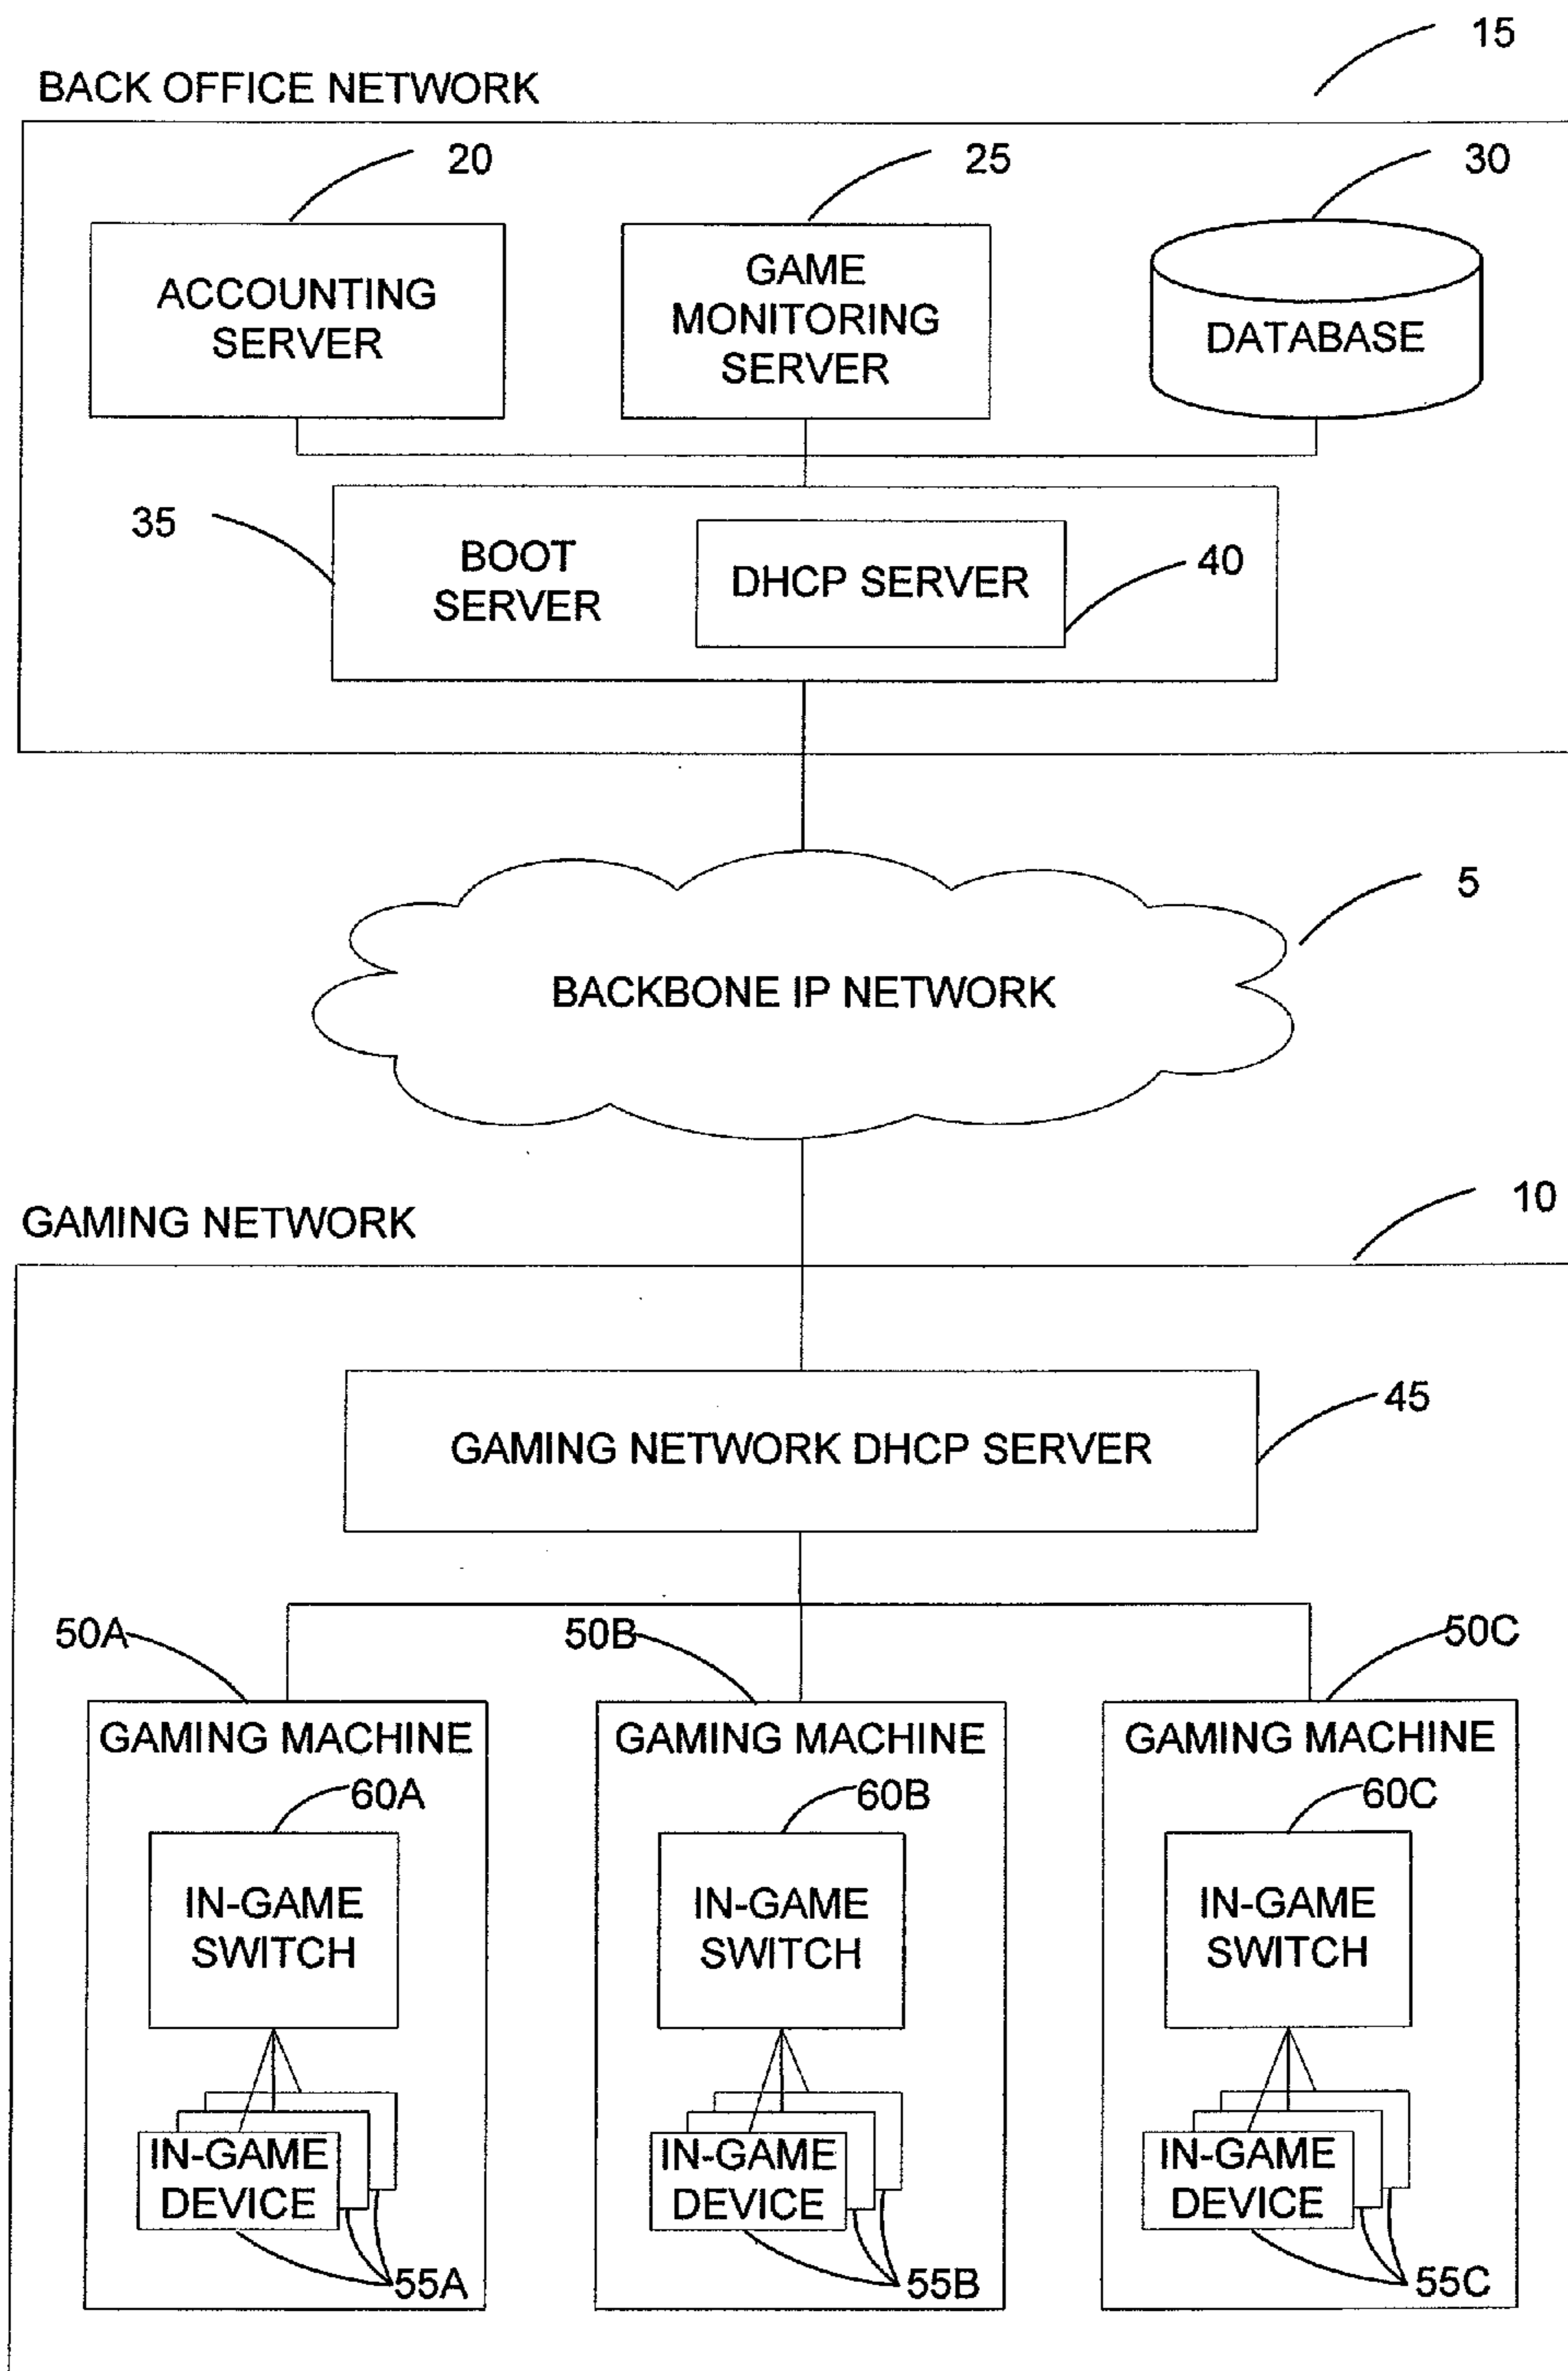 15
BACK OFFICE NETWORK
20
25
30
ACCOUNTING
SERVER
GAME
MONITORING
SERVER
DATABASE
35
BOOT
SERVER
DHCP SERVER
40
5
BACKBONE IP NETWORK
10
GAMING NETWORK
45
GAMING NETWORK DHCP SERVER
50A
50B
50C
GAMING MACHINE
GAMING MACHINE
GAMING MACHINE
60A
60B
60C
IN-GAME
SWITCH
IN-GAME
SWITCH
IN-GAME
SWITCH
IN-GAME
DEVICE
IN-GAME
DEVICE
IN-GAME
DEVICE
55A
55B
55C